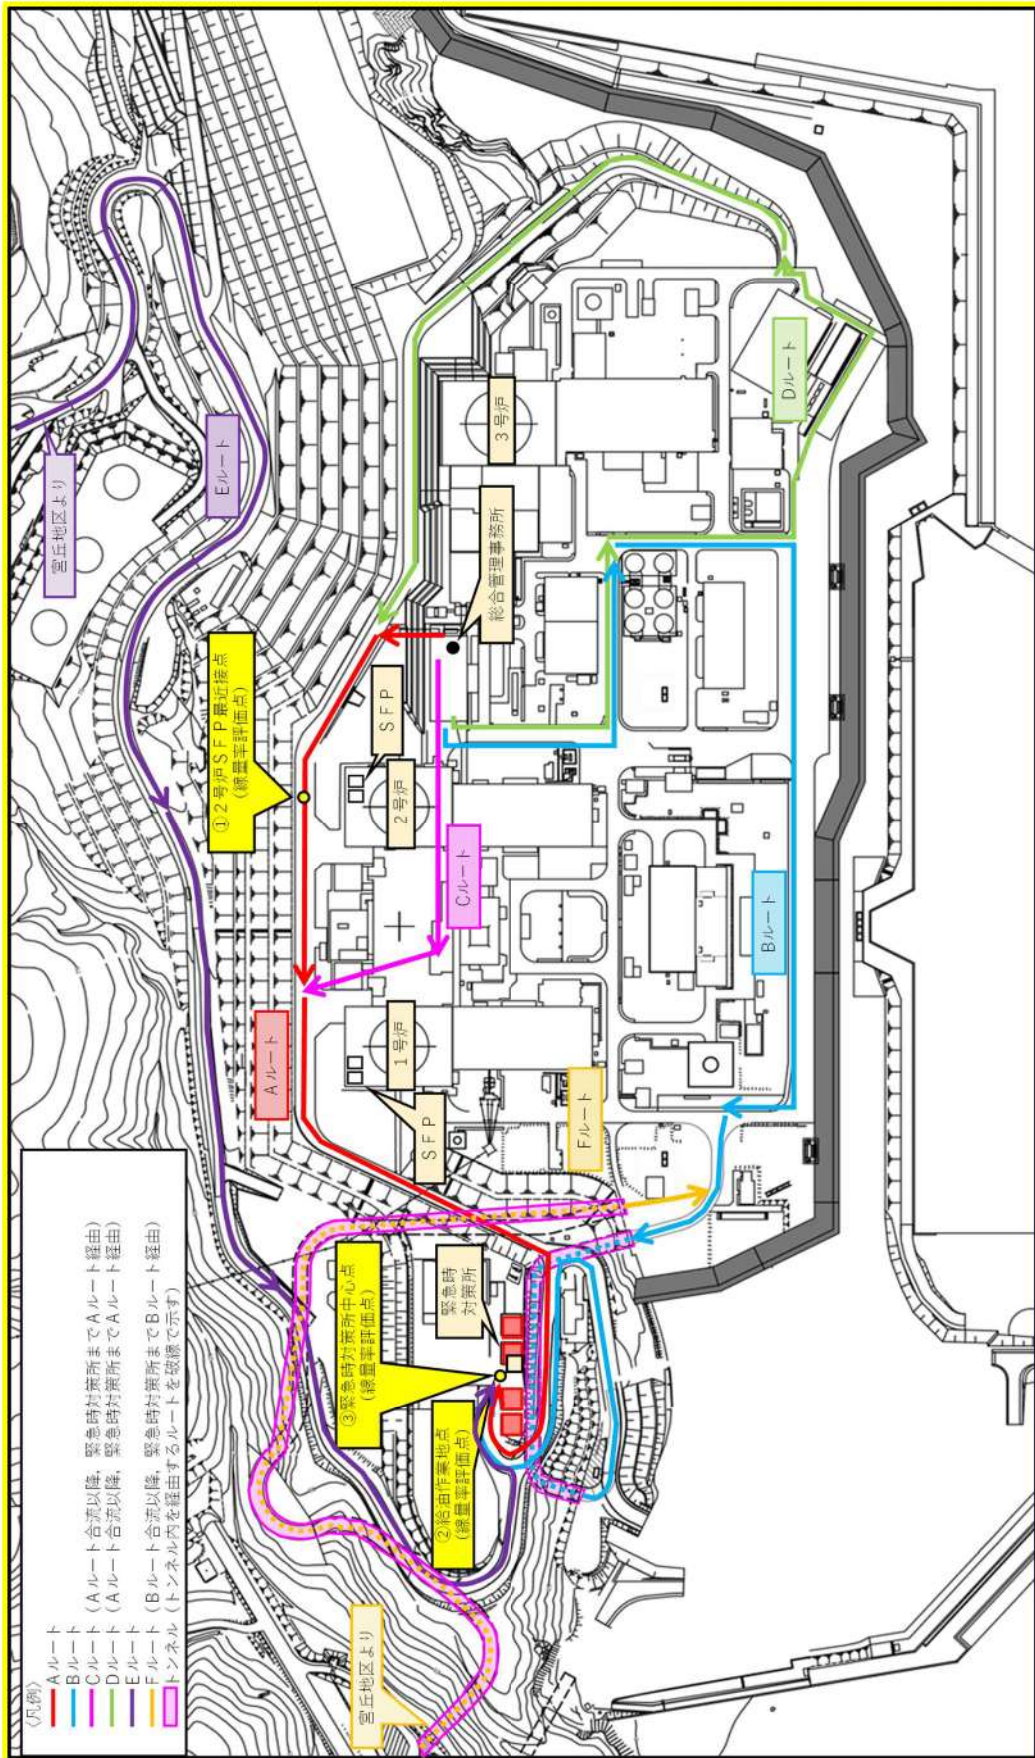 〈凡例〉
Aルート
Bルート
Cルート（Aルート合流以降，緊急時対策所までAルート経由）
Dルート（Aルート合流以降，緊急時対策所までAルート経由）
Eルート
Fルート（Bルート合流以降，緊急時対策所までBルート経由）
トンネル（トンネル内を経由するルートを破線で示す）
宮丘地区より
Eルート
①2号炉SFP最近接点
（線量率評価点）
Aルート
SFP
2号炉
総合管理事務所
3号炉
Cルート
1号炉
SFP
Dルート
Bルート
Fルート
緊急時
対策所
③緊急時対策所中心点
（線量率評価点）
②給油作業地点
（線量率評価点）
宮丘地区より